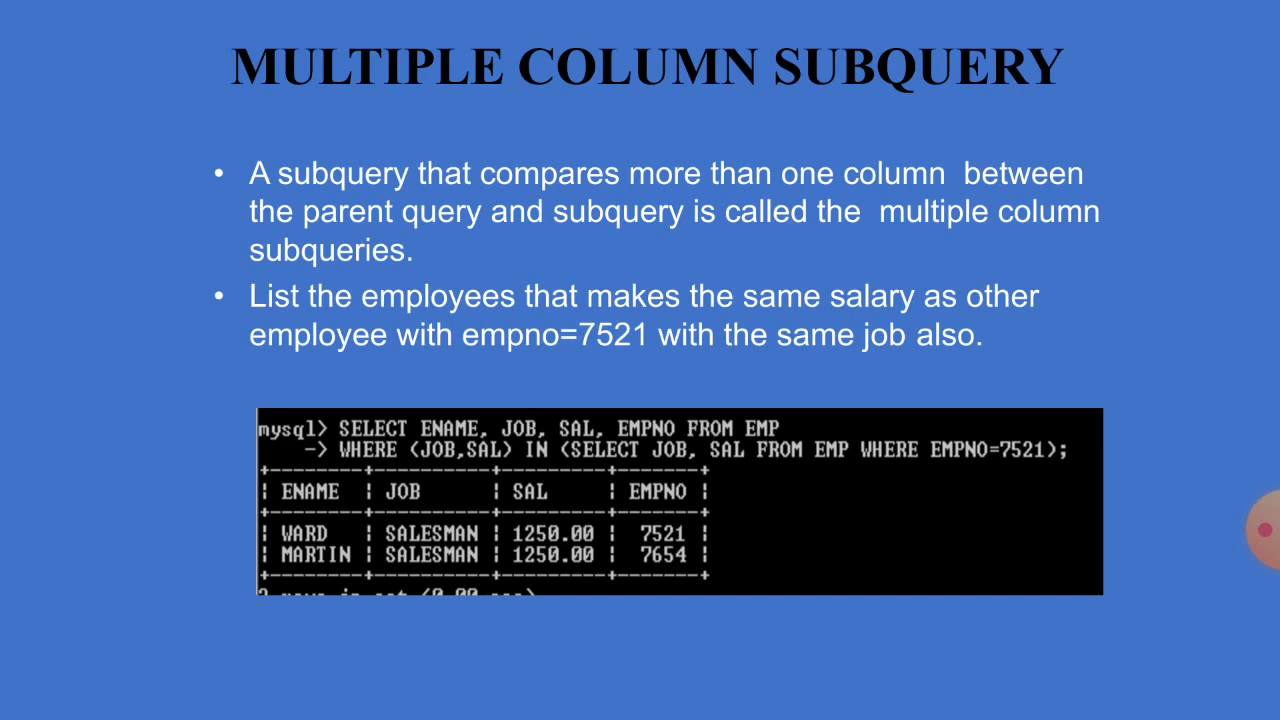 MULTIPLE COLUMN SUBQUERY
• A subquery that compares more than one column between
the parent query and subquery is called the multiple column
subqueries.
• List the employees that makes the same salary as other
employee with empno=7521 with the same job also.
mysql> SELECT ENAME, JOB, SAL, EMPNO FROM EMP
-> WHERE (JOB,SAL) IN (SELECT JOB, SAL FROM EMP WHERE EMPNO=7521);
+--------+----------+---------+-------+
| ENAME | JOB | SAL | EMPNO |
+--------+----------+---------+-------+
| WARD | SALESMAN | 1250.00 | 7521 |
| MARTIN | SALESMAN | 1250.00 | 7654 |
+--------+----------+---------+-------+